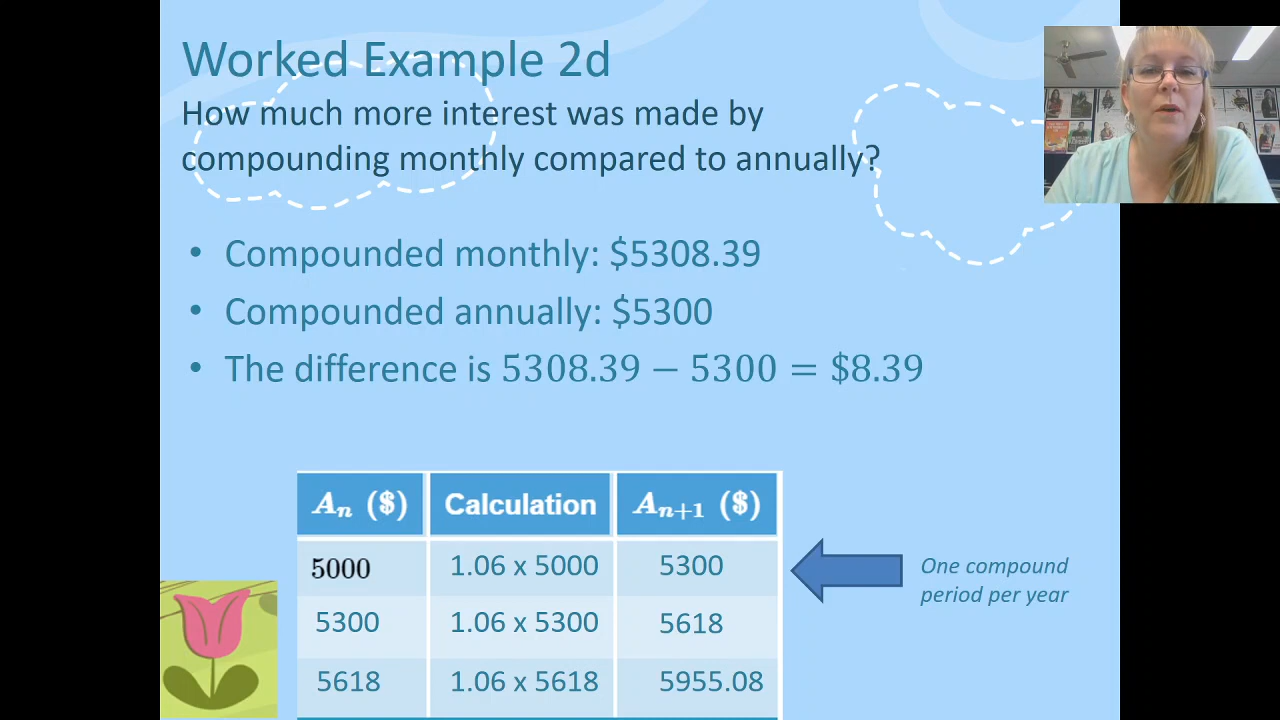 Worked Example 2d
How much more interest was made by
compounding monthly compared to annually?
• Compounded monthly: $5308.39
• Compounded annually: $5300
• The difference is 5308.39 − 5300 = $8.39
Aₙ ($) Calculation Aₙ₊₁ ($)
5000 1.06 x 5000 5300
5300 1.06 x 5300 5618
5618 1.06 x 5618 5955.08
One compound
period per year